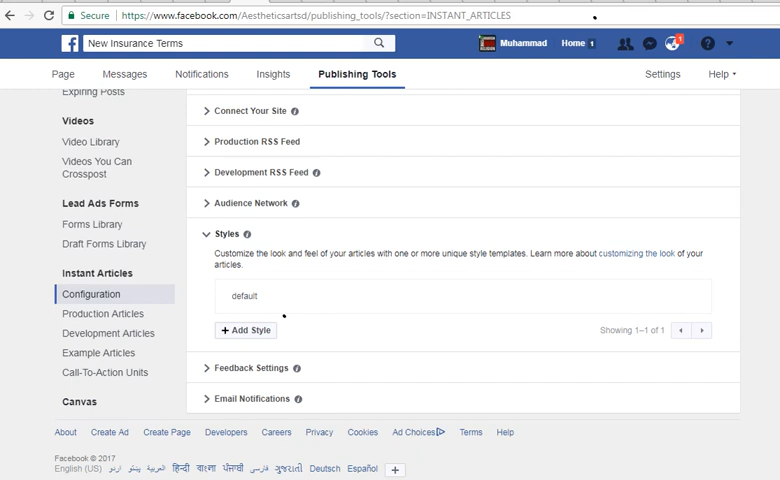 Secure https://www.facebook.com/Aestheticsartsd/publishing_tools/?section=INSTANT_ARTICLES
f New Insurance Terms Muhammad Home 1 1
Page Messages Notifications Insights Publishing Tools Settings Help
Expiring Posts
Videos
Video Library
Videos You Can
Crosspost
Lead Ads Forms
Forms Library
Draft Forms Library
Instant Articles
Configuration
Production Articles
Development Articles
Example Articles
Call-To-Action Units
Canvas
Connect Your Site
Production RSS Feed
Development RSS Feed
Audience Network
Styles
Customize the look and feel of your articles with one or more unique style templates. Learn more about customizing the look of your
articles.
default
+ Add Style Showing 1–1 of 1
Feedback Settings
Email Notifications
About Create Ad Create Page Developers Careers Privacy Cookies Ad Choices Terms Help
Facebook © 2017
English (US) اردو پښتو العربية हिन्दी বাংলা ਪੰਜਾਬੀ فارسی ગુજરાતી Deutsch Español +